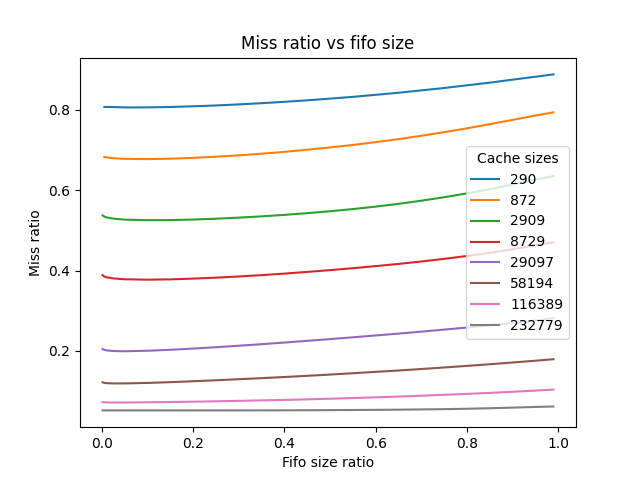 Miss ratio vs fifo size
Miss ratio
0.8
0.6
0.4
0.2
Cache sizes
290
872
2909
8729
29097
58194
116389
232779
0.0 0.2 0.4 0.6 0.8 1.0
Fifo size ratio